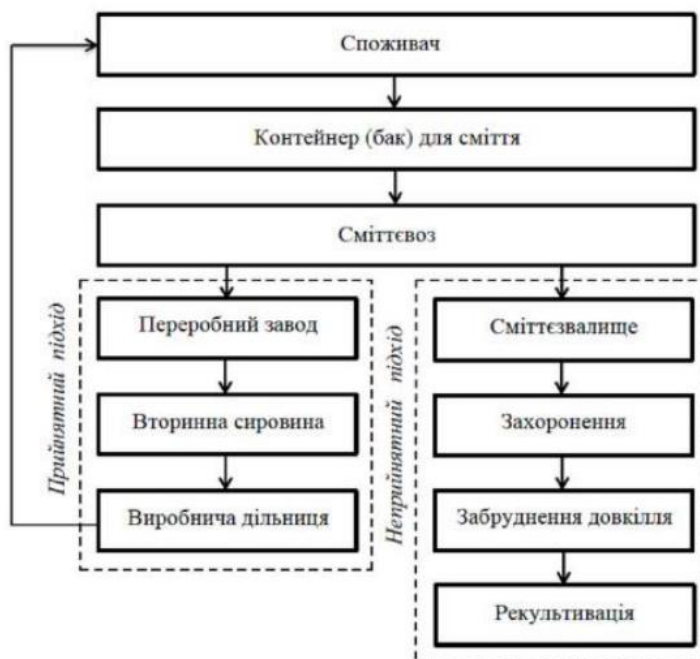 Споживач
Контейнер (бак) для сміття
Сміттєвоз
Прийнятний підхід
Переробний завод
Вторинна сировина
Виробнича дільниця
Неприйнятний підхід
Сміттєзвалище
Захоронення
Забруднення довкілля
Рекультивація